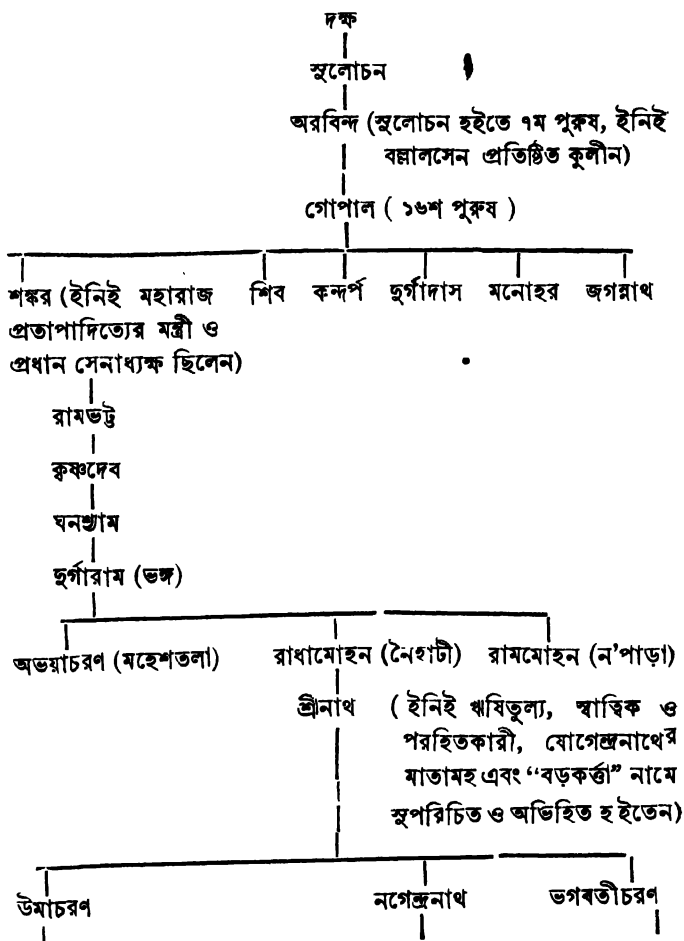 দক্ষ
সুলোচন
অরবিন্দ (সুলোচন হইতে ৭ম পুরুষ, ইনিই
বল্লালসেন প্রতিষ্ঠিত কুলীন)
গোপাল ( ১৬শ পুরুষ )
শঙ্কর (ইনিই মহারাজ শিব কন্দর্প দুর্গাদাস মনোহর জগন্নাথ
প্রতাপাদিত্যের মন্ত্রী ও
প্রধান সেনাধ্যক্ষ ছিলেন)
রামভট্ট
কৃষ্ণদেব
ঘনশ্যাম
দুর্গারাম (ভঙ্গ)
অভয়াচরণ (মহেশতলা) রাধামোহন (নৈহাটী) রামমোহন (ন'পাড়া)
শ্রীনাথ ( ইনিই ঋষিতুল্য, স্বাত্বিক ও
পরহিতকারী, যোগেন্দ্রনাথের
মাতামহ এবং “বড়কর্ত্তা” নামে
সুপরিচিত ও অভিহিত হইতেন)
উমাচরণ নগেন্দ্রনাথ ভগবতীচরণ